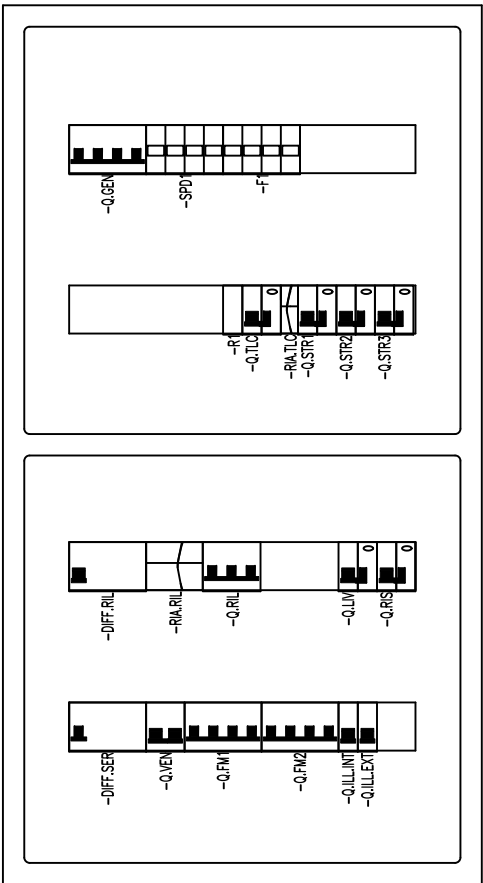 -Q.GEN
-SPD1
-F1
-R1
-Q.TLC
-RIA.TLC
-Q.STR1
-Q.STR2
-Q.STR3
-DIFF.RIL
-RIA.RIL
-Q.RIL
-Q.LIV
-Q.RIS
-DIFF.SER
-Q.VEN
-Q.FM1
-Q.FM2
-Q.ILL.INT
-Q.ILL.EXT